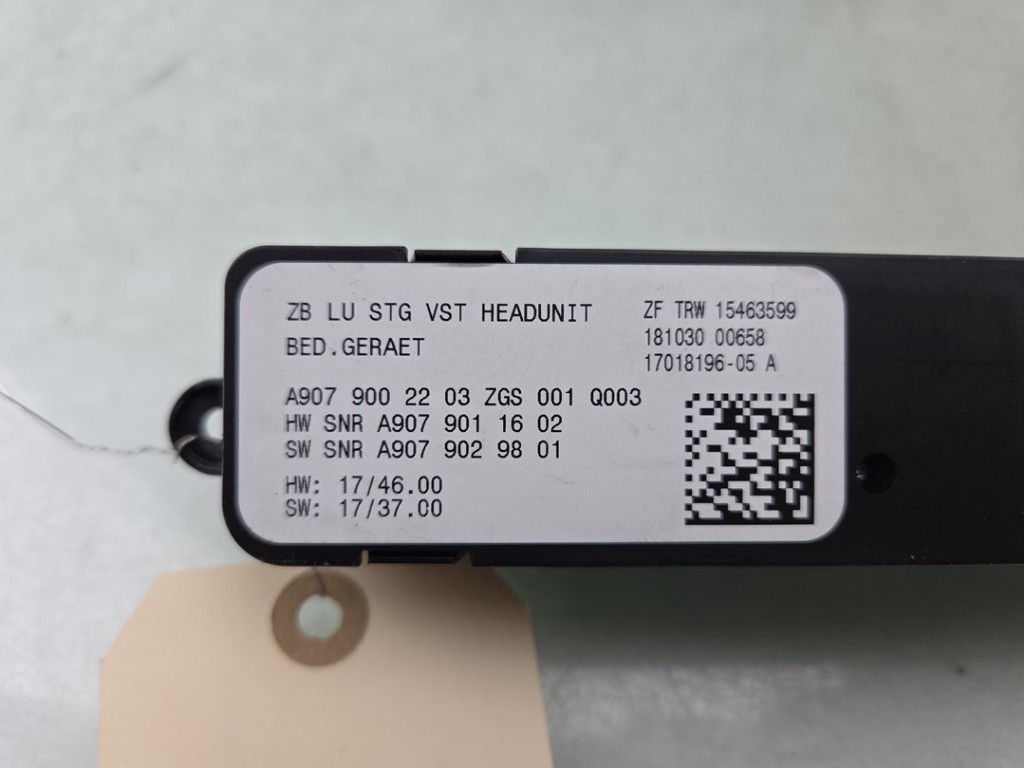 ZB LU STG VST HEADUNIT
BED.GERAET
ZF TRW 15463599
181030 00658
17018196-05 A
A907 900 22 03 ZGS 001 Q003
HW SNR A907 901 16 02
SW SNR A907 902 98 01
HW: 17/46.00
SW: 17/37.00